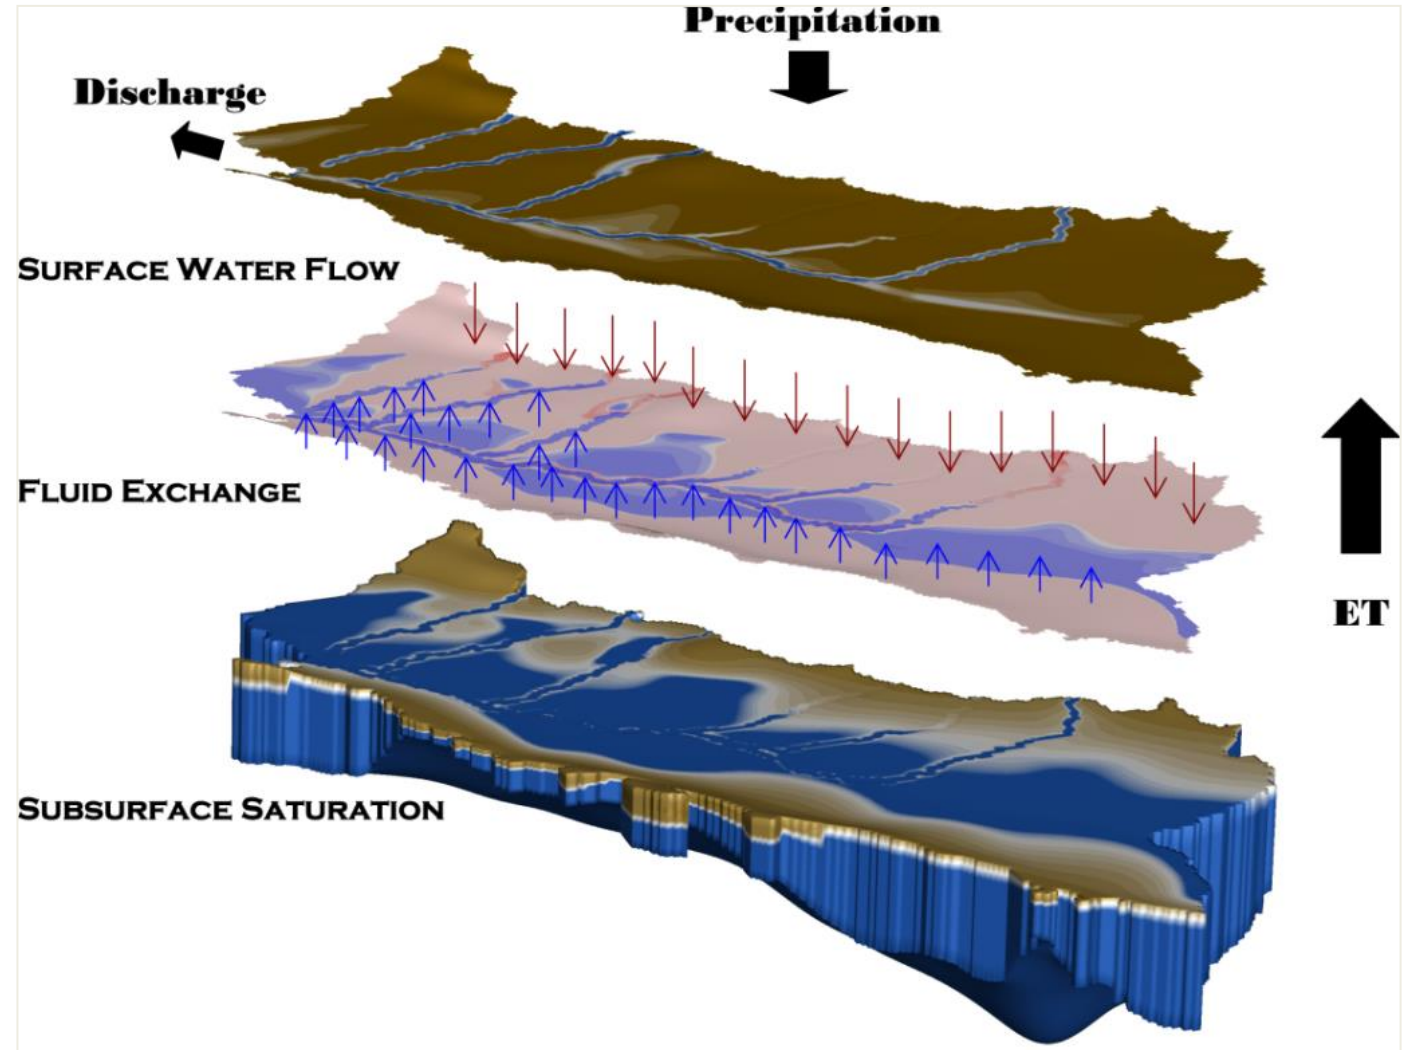 Precipitation
Discharge
SURFACE WATER FLOW
FLUID EXCHANGE
ET
SUBSURFACE SATURATION